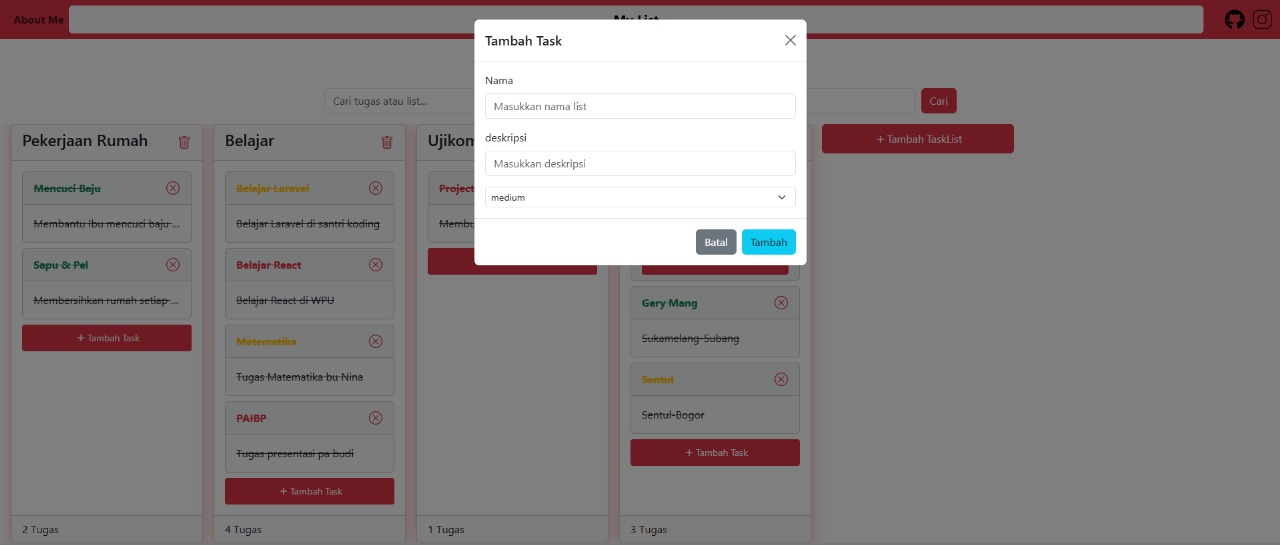 About Me
My List
Tambah Task
Nama
Masukkan nama list
deskripsi
Masukkan deskripsi
medium
Batal
Tambah
Cari tugas atau list...
Cari
Pekerjaan Rumah
Mencuci Baju
Membantu Ibu mencuci baju ...
Sapu & Pel
Membersihkan rumah setiap ...
+ Tambah Task
2 Tugas
Belajar
Belajar Laravel
Belajar Laravel di santri koding
Belajar React
Belajar React di WPU
Matematika
Tugas Matematika bu Nina
PAIBP
Tugas presentasi pa budi
+ Tambah Task
4 Tugas
Ujikom
Project
1 Tugas
Gery Mang
Sukamelang-Subang
Sentul
Sentul-Bogor
+ Tambah Task
3 Tugas
+ Tambah TaskList